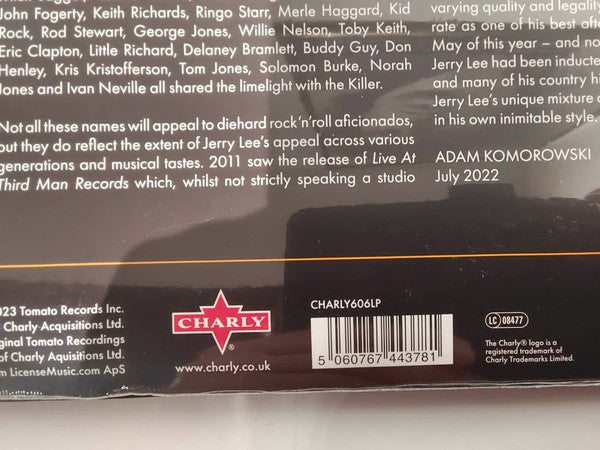 John Fogerty, Keith Richards, Ringo Starr, Merle Haggard, Kid
Rock, Rod Stewart, George Jones, Willie Nelson, Toby Keith,
Eric Clapton, Little Richard, Delaney Bramlett, Buddy Guy, Don
Henley, Kris Kristofferson, Tom Jones, Solomon Burke, Norah
Jones and Ivan Neville all shared the limelight with the Killer.
Not all these names will appeal to diehard rock'n'roll aficionados,
but they do reflect the extent of Jerry Lee's appeal across various
generations and musical tastes. 2011 saw the release of Live At
Third Man Records which, whilst not strictly speaking a studio
varying quality and legality
rate as one of his best after
May of this year – and no
Jerry Lee had been inducte
and many of his country hi
Jerry Lee's unique mixture o
in his own inimitable style.
ADAM KOMOROWSKI
July 2022
023 Tomato Records Inc.
Charly Acquisitions Ltd.
ginal Tomato Recordings
of Charly Aquisitions Ltd.
m LicenseMusic.com ApS
CHARLY
®
www.charly.co.uk
CHARLY606LP
5 060767 443781
LC 08477
The Charly® logo is a
registered trademark of
Charly Trademarks Limited.